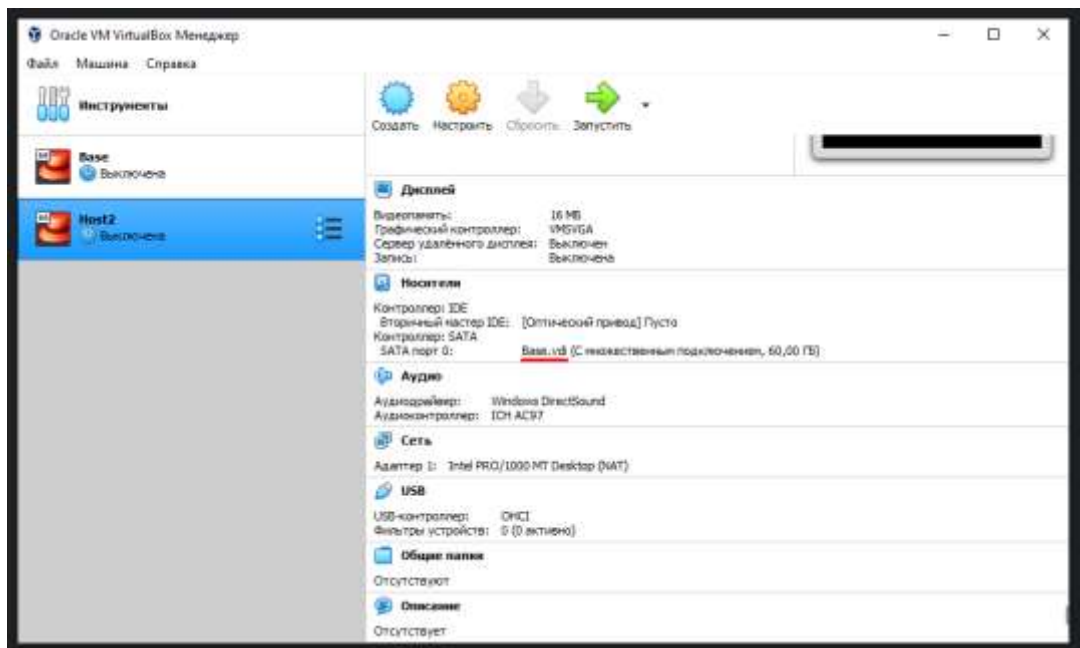 Oracle VM VirtualBox Менеджер
Файл Машина Справка
Инструменты
Создать Настроить Сбросить Запустить
Base
Выключена
Host2
Выключена
Дисплей
Видеопамять: 16 МБ
Графический контроллер: VMSVGA
Сервер удалённого дисплея: Выключен
Запись: Выключена
Носители
Контроллер: IDE
Вторичный мастер IDE: [Оптический привод] Пусто
Контроллер: SATA
SATA порт 0: Base.vdi (С множественным подключением, 60,00 ГБ)
Аудио
Аудиодрайвер: Windows DirectSound
Аудиоконтроллер: ICH AC97
Сеть
Адаптер 1: Intel PRO/1000 MT Desktop (NAT)
USB
USB-контроллер: OHCI
Фильтры устройств: 0 (0 активно)
Общие папки
Отсутствуют
Описание
Отсутствует